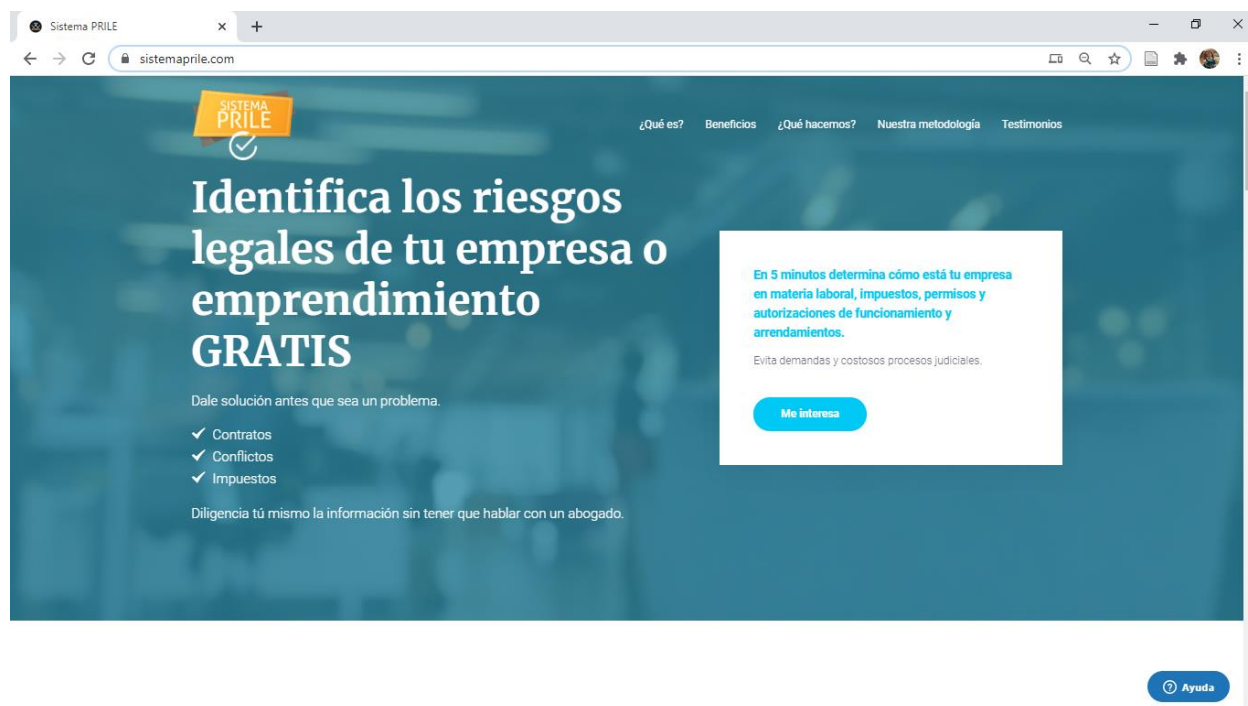 Sistema PRILE
sistemaprile.com
SISTEMA
PRILE
¿Qué es? Beneficios ¿Qué hacemos? Nuestra metodología Testimonios
Identifica los riesgos
legales de tu empresa o
emprendimiento
GRATIS
Dale solución antes que sea un problema.
Contratos
Conflictos
Impuestos
Diligencia tú mismo la información sin tener que hablar con un abogado.
En 5 minutos determina cómo está tu empresa
en materia laboral, impuestos, permisos y
autorizaciones de funcionamiento y
arrendamientos.
Evita demandas y costosos procesos judiciales.
Me interesa
Ayuda